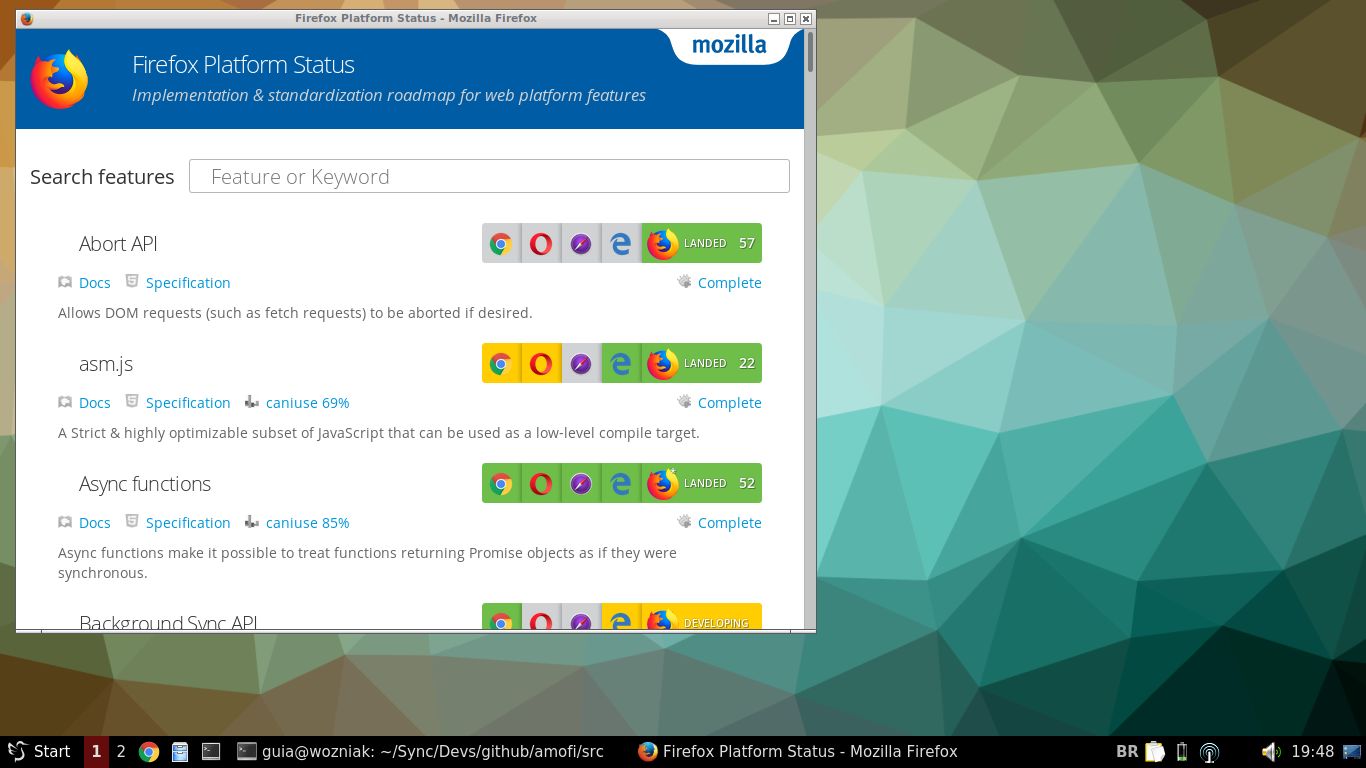 Firefox Platform Status - Mozilla Firefox
mozilla
Firefox Platform Status
Implementation & standardization roadmap for web platform features
Search features
Feature or Keyword
Abort API
LANDED 57
Docs Specification Complete
Allows DOM requests (such as fetch requests) to be aborted if desired.
asm.js
LANDED 22
Docs Specification caniuse 69% Complete
A Strict & highly optimizable subset of JavaScript that can be used as a low-level compile target.
Async functions
* LANDED 52
Docs Specification caniuse 85% Complete
Async functions make it possible to treat functions returning Promise objects as if they were
synchronous.
Background Sync API
DEVELOPING
Start 1 2 guia@wozniak: ~/Sync/Devs/github/amofi/src Firefox Platform Status - Mozilla Firefox BR 19:48